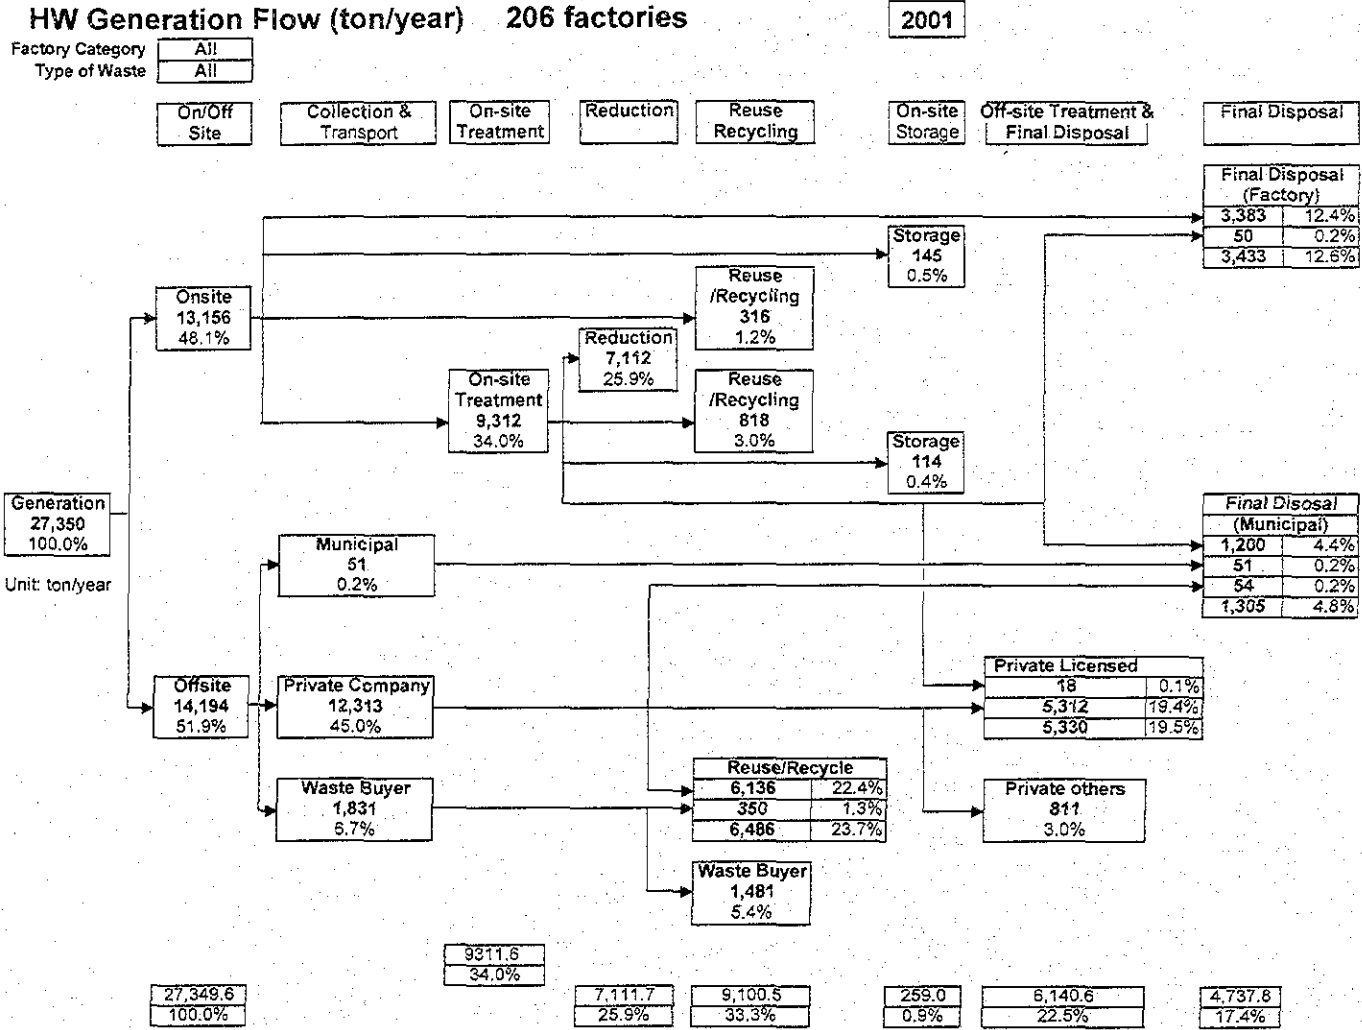 HW Generation Flow (ton/year) 206 factories 2001
Factory Category All
Type of Waste All
On/Off
Site
Collection &
Transport
On-site
Treatment
Reduction
Reuse
Recycling
On-site
Storage
Off-site Treatment &
Final Disposal
Final Disposal
Final Disposal
(Factory)
3,383 12.4%
50 0.2%
3,433 12.6%
Storage
145
0.5%
Onsite
13,156
48.1%
Reuse
/Recycling
316
1.2%
Reduction
7,112
25.9%
On-site
Treatment
9,312
34.0%
Reuse
/Recycling
818
3.0%
Storage
114
0.4%
Generation
27,350
100.0%
Unit: ton/year
Final Disosal
(Municipal)
1,200 4.4%
51 0.2%
54 0.2%
1,305 4.8%
Municipal
51
0.2%
Offsite
14,194
51.9%
Private Company
12,313
45.0%
Private Licensed
18 0.1%
5,312 19.4%
5,330 19.5%
Waste Buyer
1,831
6.7%
Reuse/Recycle
6,136 22.4%
350 1.3%
6,486 23.7%
Private others
811
3.0%
Waste Buyer
1,481
5.4%
9311.6
34.0%
27,349.6
100.0%
7,111.7
25.9%
9,100.5
33.3%
259.0
0.9%
6,140.6
22.5%
4,737.8
17.4%